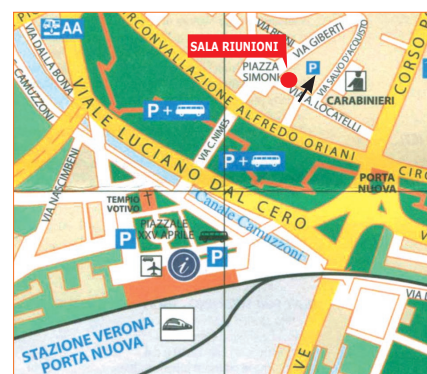 AA
VIA DALLA BONA
CAMUZZONI
VIA NASCIMBENI
CIRCONVALLAZIONE ALFREDO ORIANI
VIALE LUCIANO DAL CERO
SALA RIUNIONI
VIA GIBERTI
PIAZZA
SIMONI
P
VIA SALVO D'ACQUISTO
VIA A. LOCATELLI
CARABINIERI
CORSO
P +
VIA C. NIMES
P +
PORTA
NUOVA
TEMPIO
VOTIVO
Canale Camuzzoni
PIAZZALE
XXV APRILE
P
P
i
STAZIONE VERONA
PORTA NUOVA